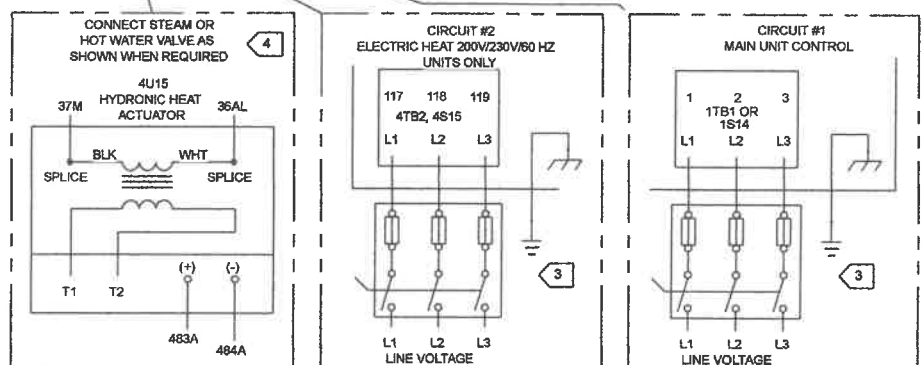 CONNECT STEAM OR
HOT WATER VALVE AS
SHOWN WHEN REQUIRED
4
4U15
HYDRONIC HEAT
ACTUATOR
37M
36AL
BLK
WHT
SPLICE
SPLICE
T1
T2
(+)
(-)
483A
484A
CIRCUIT #2
ELECTRIC HEAT 200V/230V/60 HZ
UNITS ONLY
117 118 119
4TB2, 4S15
L1 L2 L3
3
L1 L2 L3
LINE VOLTAGE
CIRCUIT #1
MAIN UNIT CONTROL
1 2 3
1TB1 OR
1S14
L1 L2 L3
3
L1 L2 L3
LINE VOLTAGE